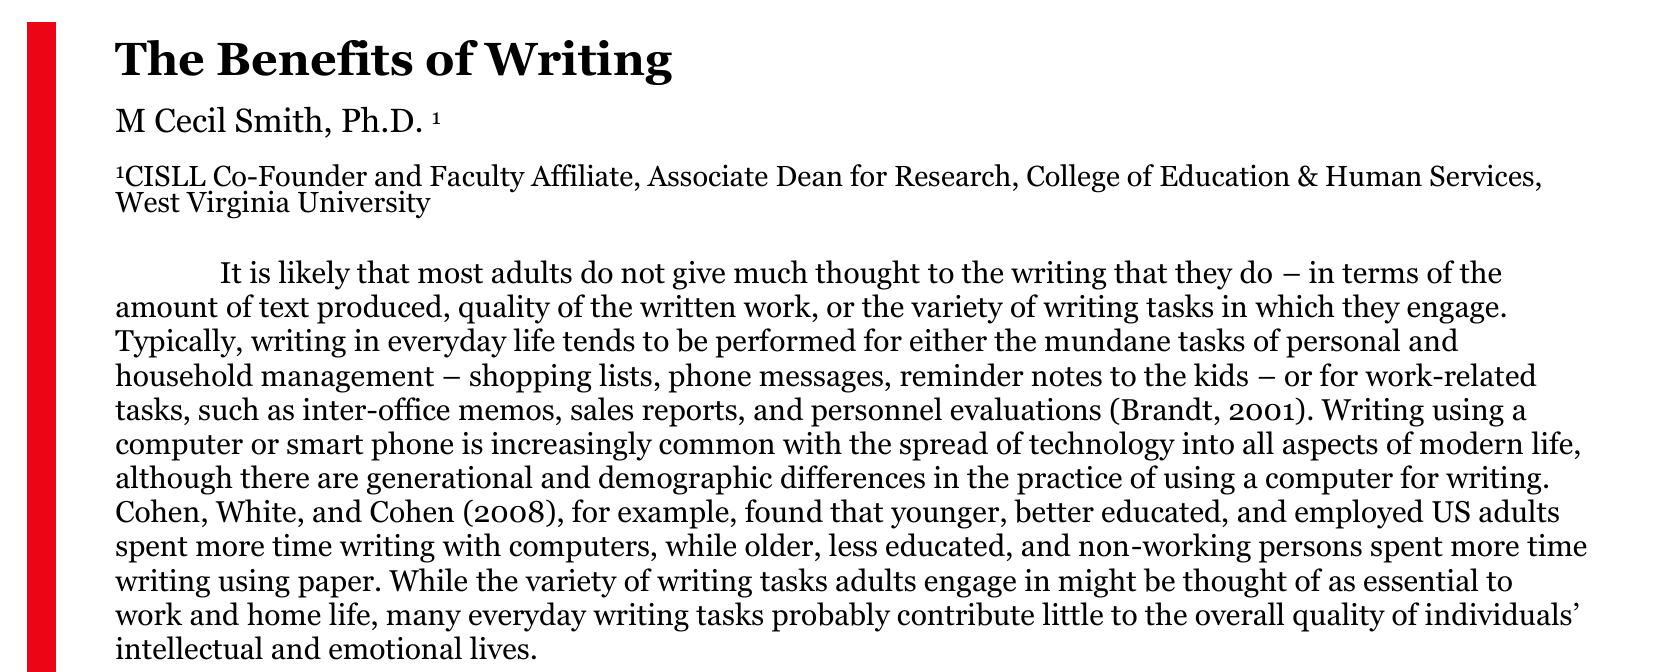 The Benefits of Writing
M Cecil Smith, Ph.D. ¹
¹CISLL Co-Founder and Faculty Affiliate, Associate Dean for Research, College of Education & Human Services,
West Virginia University
It is likely that most adults do not give much thought to the writing that they do – in terms of the
amount of text produced, quality of the written work, or the variety of writing tasks in which they engage.
Typically, writing in everyday life tends to be performed for either the mundane tasks of personal and
household management – shopping lists, phone messages, reminder notes to the kids – or for work-related
tasks, such as inter-office memos, sales reports, and personnel evaluations (Brandt, 2001). Writing using a
computer or smart phone is increasingly common with the spread of technology into all aspects of modern life,
although there are generational and demographic differences in the practice of using a computer for writing.
Cohen, White, and Cohen (2008), for example, found that younger, better educated, and employed US adults
spent more time writing with computers, while older, less educated, and non-working persons spent more time
writing using paper. While the variety of writing tasks adults engage in might be thought of as essential to
work and home life, many everyday writing tasks probably contribute little to the overall quality of individuals’
intellectual and emotional lives.